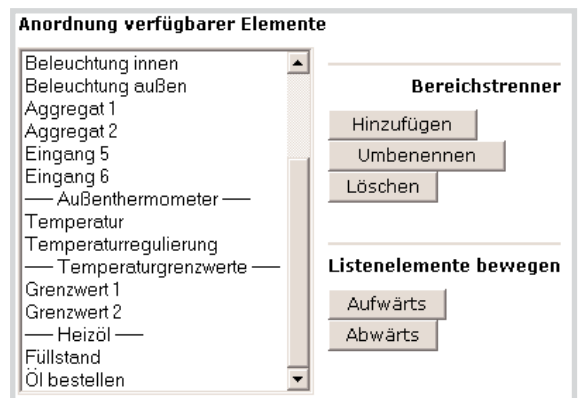 Anordnung verfügbarer Elemente
Beleuchtung innen
Beleuchtung außen
Aggregat 1
Aggregat 2
Eingang 5
Eingang 6
—— Außenthermometer ——
Temperatur
Temperaturregulierung
—— Temperaturgrenzwerte ——
Grenzwert 1
Grenzwert 2
—— Heizöl ——
Füllstand
Öl bestellen
Bereichstrenner
Hinzufügen
Umbenennen
Löschen
Listenelemente bewegen
Aufwärts
Abwärts